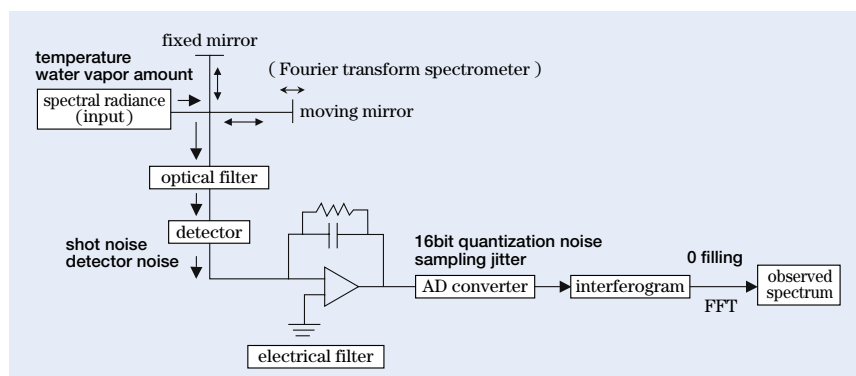 fixed mirror
temperature
water vapor amount
( Fourier transform spectrometer )
spectral radiance
(input)
moving mirror
optical filter
detector
shot noise
detector noise
16bit quantization noise
sampling jitter
AD converter
interferogram
0 filling
FFT
observed
spectrum
electrical filter